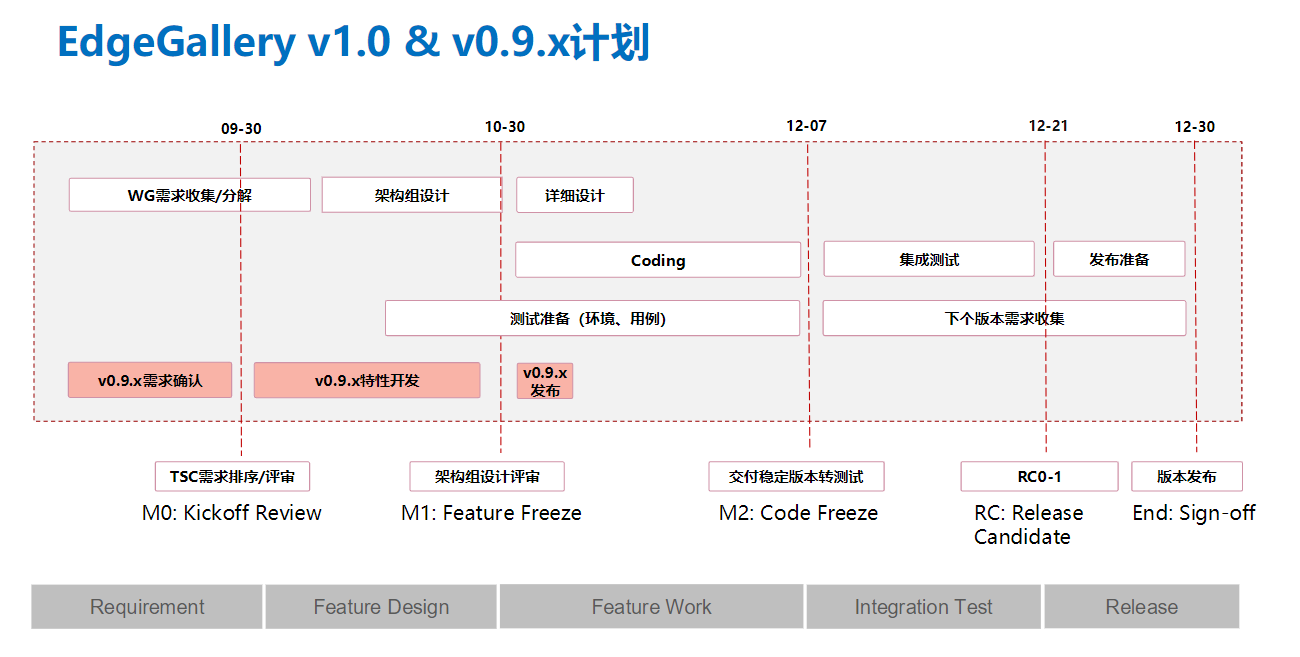 EdgeGallery v1.0 & v0.9.x计划
09-30
10-30
12-07
12-21
12-30
WG需求收集/分解
架构组设计
详细设计
Coding
集成测试
发布准备
测试准备（环境、用例）
下个版本需求收集
v0.9.x需求确认
v0.9.x特性开发
v0.9.x
发布
TSC需求排序/评审
架构组设计评审
交付稳定版本转测试
RC0-1
版本发布
M0: Kickoff Review
M1: Feature Freeze
M2: Code Freeze
RC: Release
Candidate
End: Sign-off
Requirement
Feature Design
Feature Work
Integration Test
Release